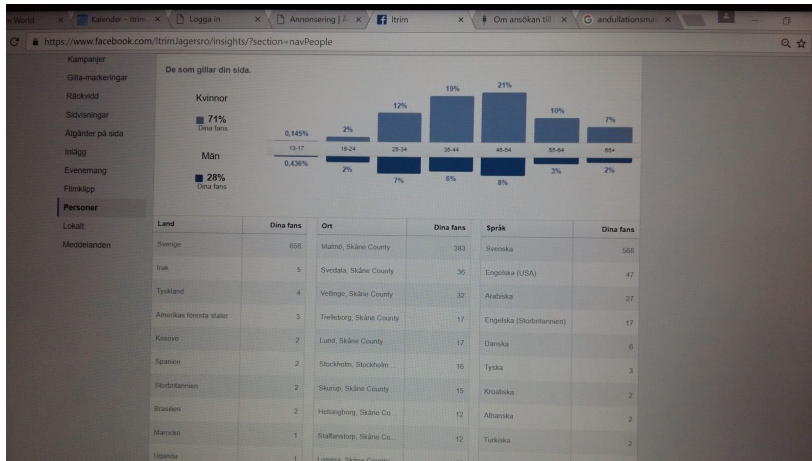 n World
Kalender - Itrim
Logga in
Annonsering | 
Itrim
Om ansökan till
andullationsma
https://www.facebook.com/ItrimJagersro/insights/?section=navPeople
Kampanjer
Gilla-markeringar
Räckvidd
Sidvisningar
Åtgärder på sida
Inlägg
Evenemang
Filmklipp
Personer
Lokalt
Meddelanden
De som gillar din sida.
Kvinnor
71%
Dina fans
Män
28%
Dina fans
0,145% 2% 12% 19% 21% 10% 7%
13-17 18-24 25-34 35-44 45-54 55-64 65+
0,436% 2% 7% 6% 8% 3% 2%
Land Dina fans Ort Dina fans Språk Dina fans
Sverige 656 Malmö, Skåne County 383 Svenska 568
Irak 5 Svedala, Skåne County 36 Engelska (USA) 47
Tyskland 4 Vellinge, Skåne County 32 Arabiska 27
Amerikas förenta stater 3 Trelleborg, Skåne County 17 Engelska (Storbritannien) 17
Kosovo 2 Lund, Skåne County 17 Danska 6
Spanien 2 Stockholm, Stockholm ... 16 Tyska 3
Storbritannien 2 Skurup, Skåne County 15 Kroatiska 2
Brasilien 2 Helsingborg, Skåne Co... 12 Albanska 2
Marocko 1 Staffanstorp, Skåne Co... 12 Turkiska 2
Uganda 1 Lomma, Skåne County